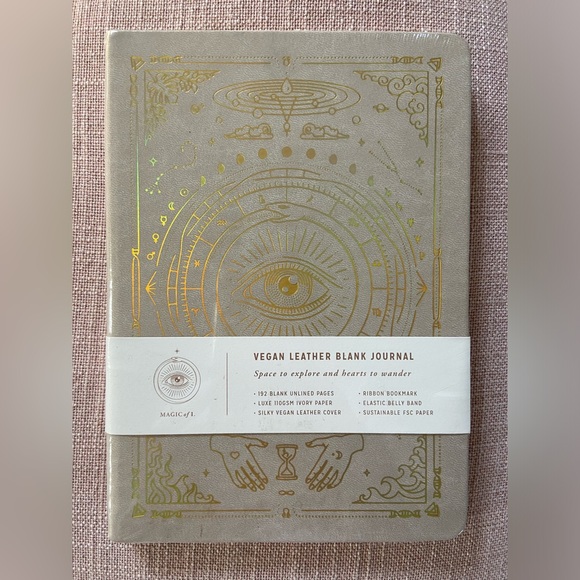 VEGAN LEATHER BLANK JOURNAL
Space to explore and hearts to wander
• 192 BLANK UNLINED PAGES
• LUXE 110GSM IVORY PAPER
• SILKY VEGAN LEATHER COVER
• RIBBON BOOKMARK
• ELASTIC BELLY BAND
• SUSTAINABLE FSC PAPER
MAGIC of I.